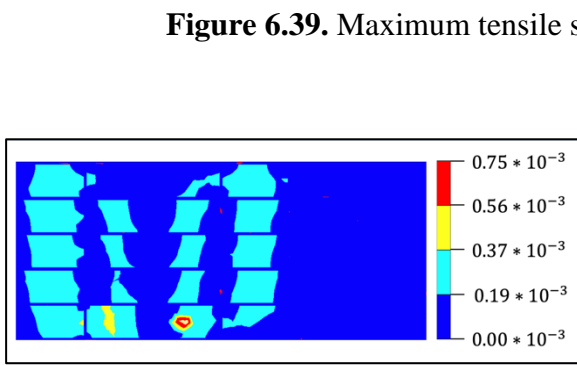 Figure 6.39. Maximum tensile s
0.75 * 10⁻³
0.56 * 10⁻³
0.37 * 10⁻³
0.19 * 10⁻³
0.00 * 10⁻³